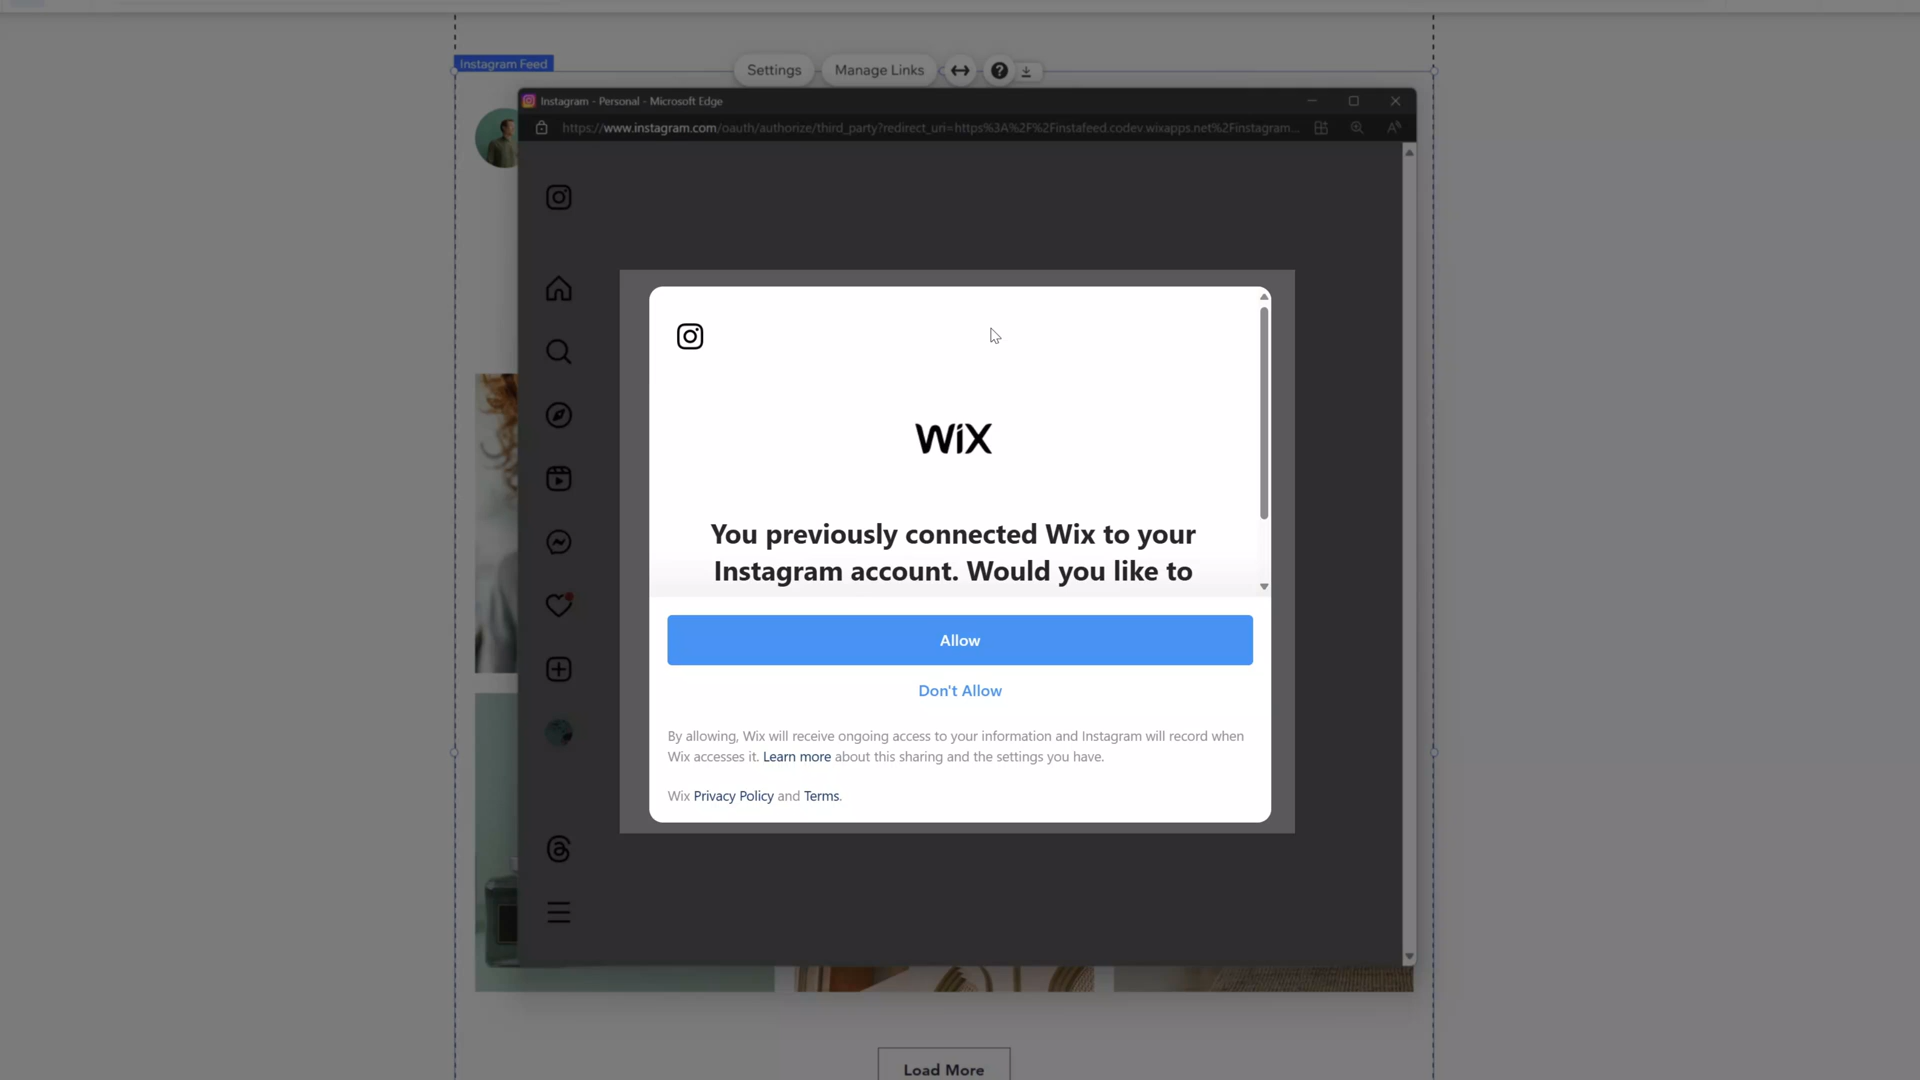 Instagram Feed
Settings
Manage Links
Instagram - Personal - Microsoft Edge
https://www.instagram.com/oauth/authorize/third_party?redirect_uri=https%3A%2F%2Finstafeed.codev.wixapps.net%2Finstagram...
WiX
You previously connected Wix to your
Instagram account. Would you like to
Allow
Don't Allow
By allowing, Wix will receive ongoing access to your information and Instagram will record when
Wix accesses it. Learn more about this sharing and the settings you have.
Wix Privacy Policy and Terms.
Load More